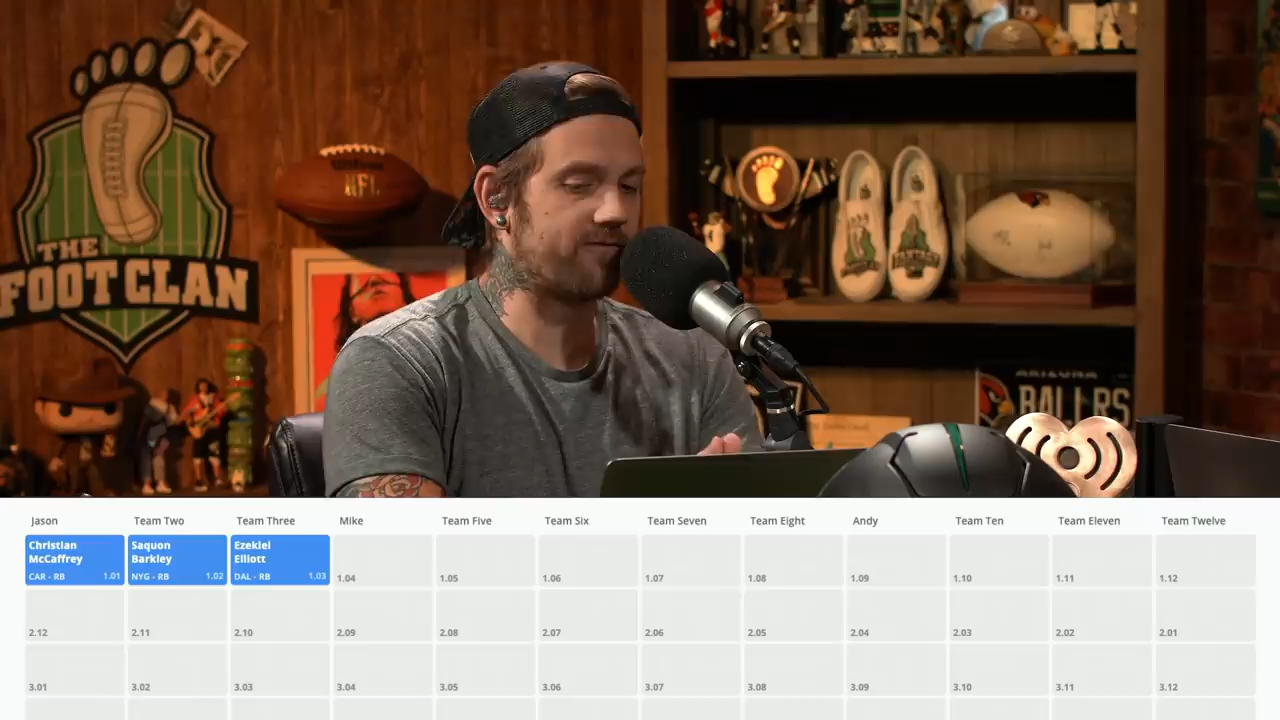 Wilson
NFL
THE
FOOT CLAN
FANTASY
ARIZONA
BALLRS
Jason
Team Two
Team Three
Mike
Team Five
Team Six
Team Seven
Team Eight
Andy
Team Ten
Team Eleven
Team Twelve
Christian
McCaffrey
CAR - RB
1.01
Saquon
Barkley
NYG - RB
1.02
Ezekiel
Elliott
DAL - RB
1.03
1.04
1.05
1.06
1.07
1.08
1.09
1.10
1.11
1.12
2.12
2.11
2.10
2.09
2.08
2.07
2.06
2.05
2.04
2.03
2.02
2.01
3.01
3.02
3.03
3.04
3.05
3.06
3.07
3.08
3.09
3.10
3.11
3.12